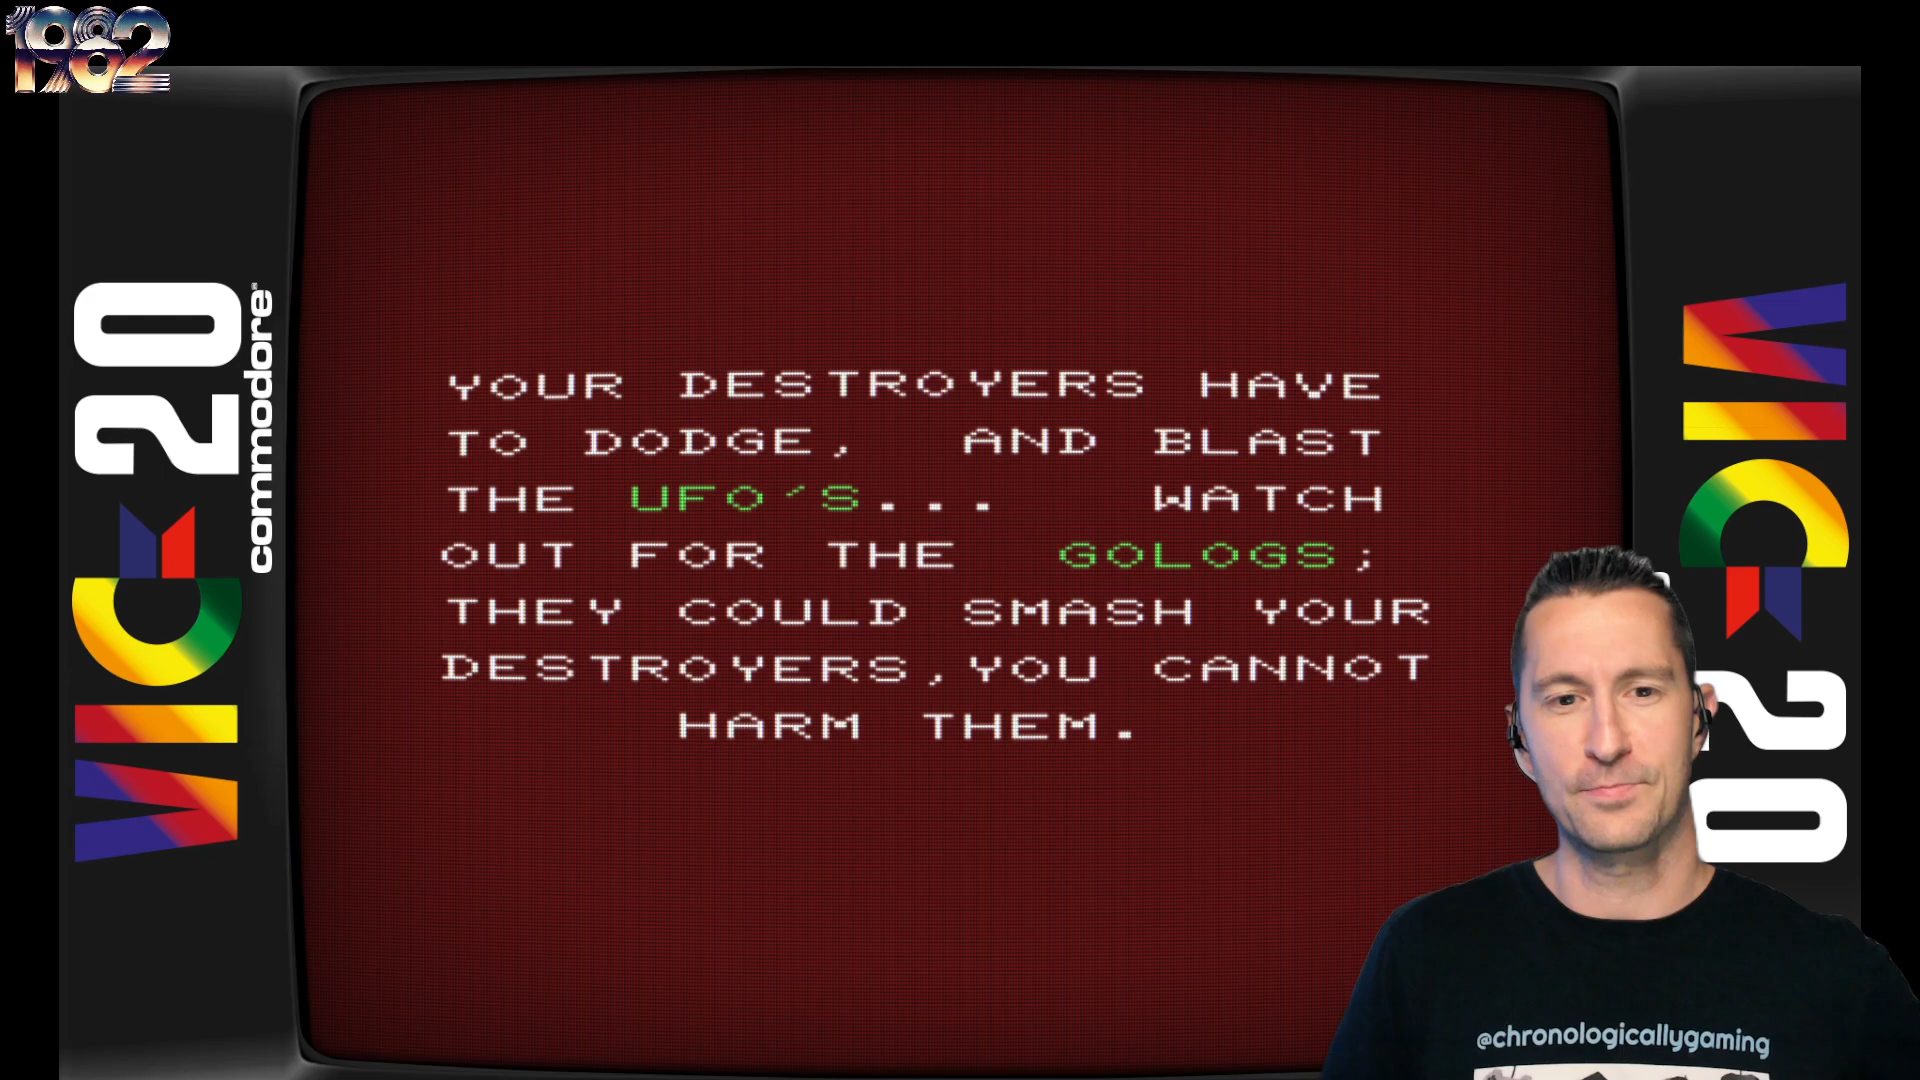 1982
VIC-20
commodore
YOUR DESTROYERS HAVE
TO DODGE, AND BLAST
THE UFO'S... WATCH
OUT FOR THE GOLOGS;
THEY COULD SMASH YOUR
DESTROYERS,YOU CANNOT
HARM THEM.
VIC-20
@chronologicallygaming